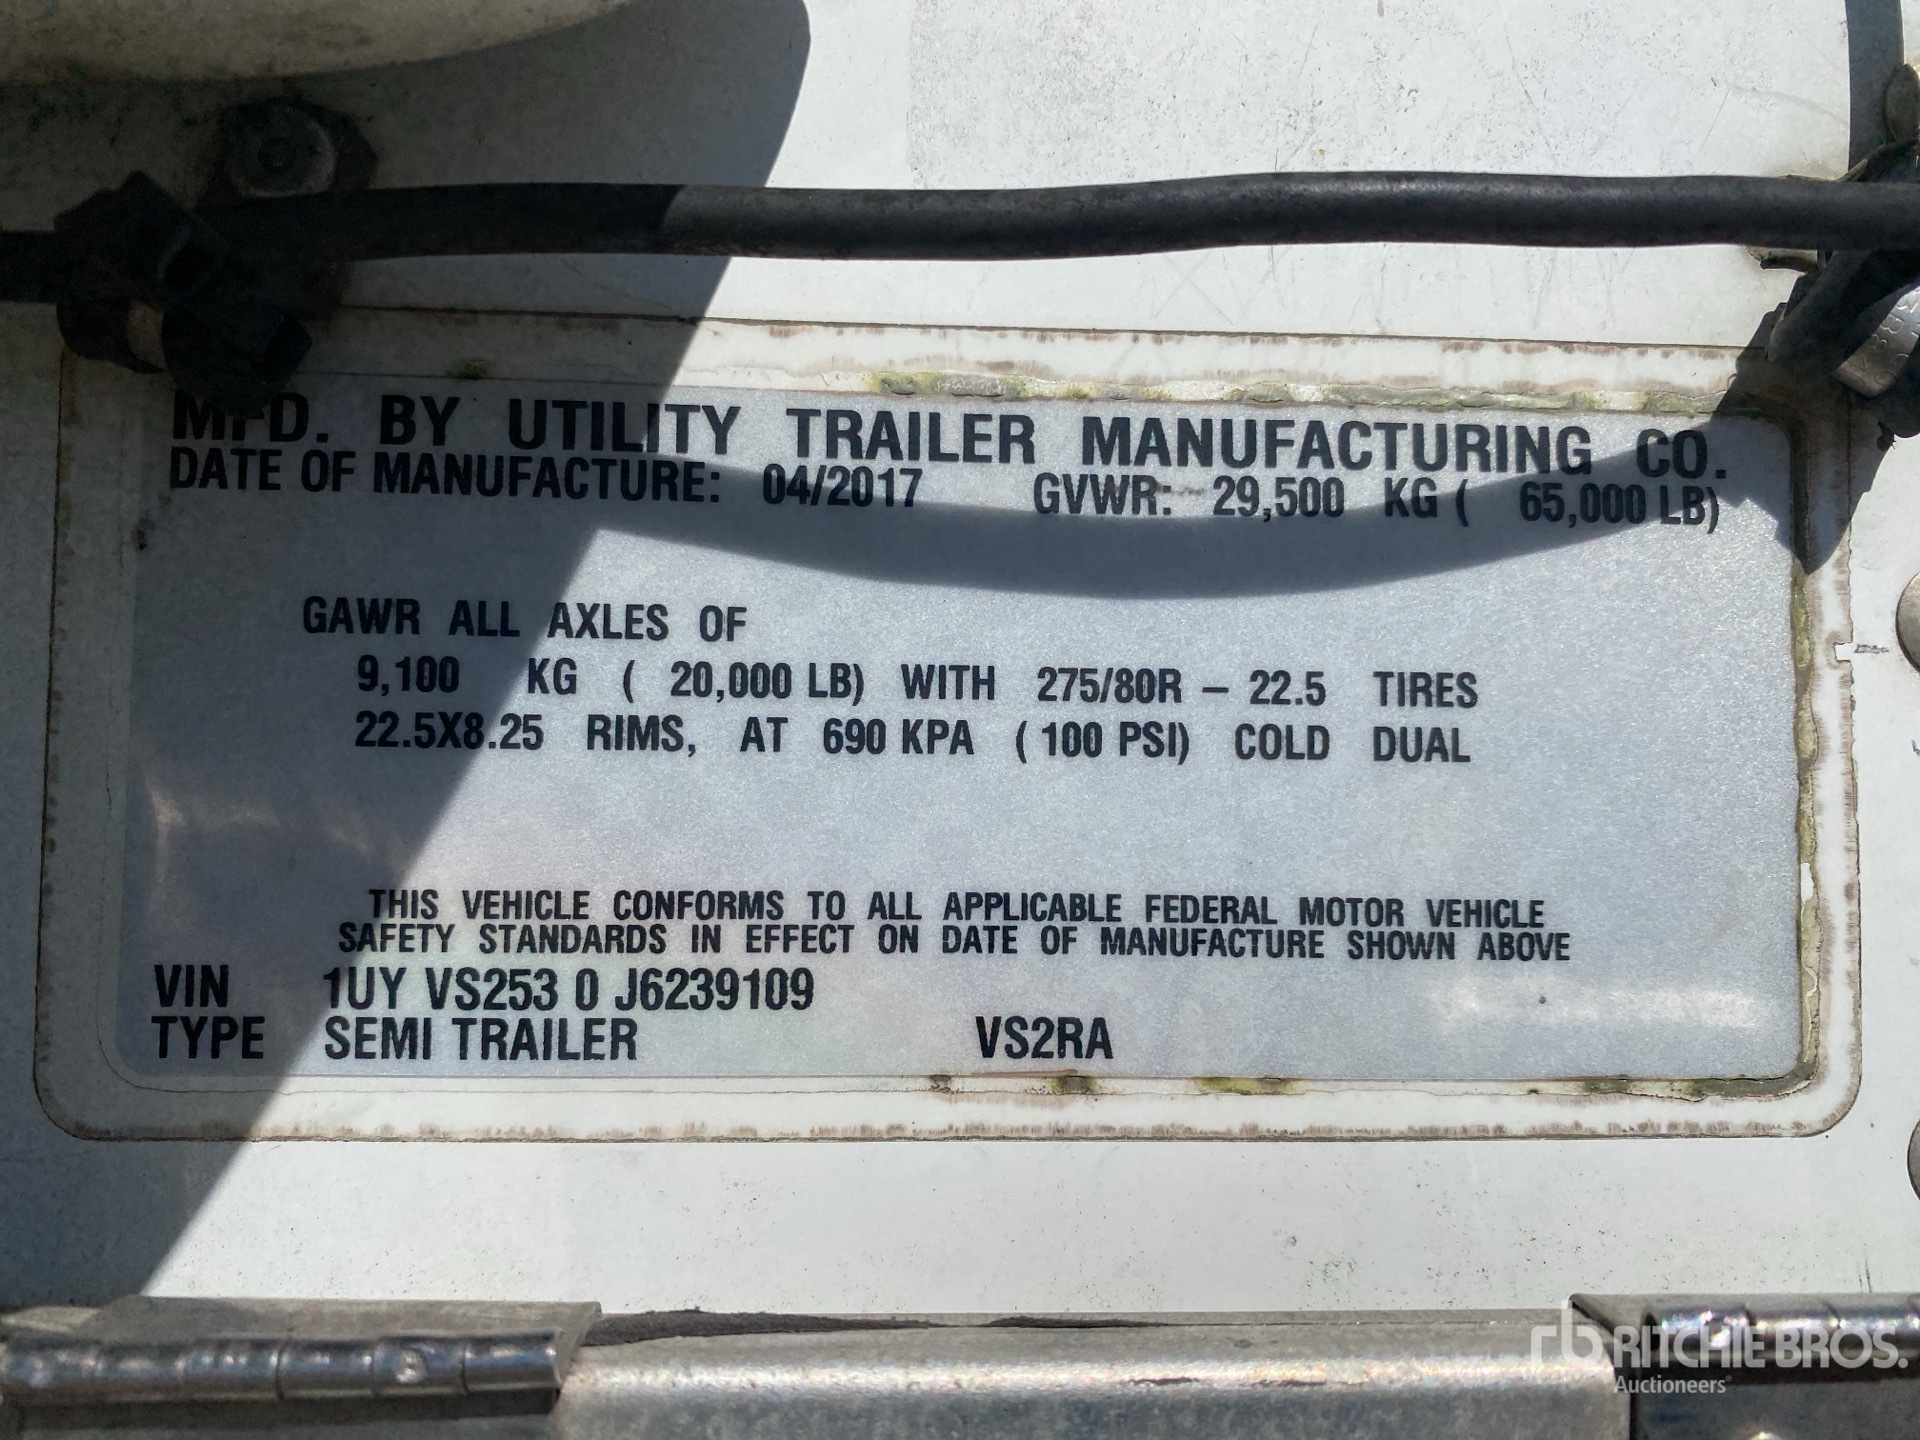 MFD. BY UTILITY TRAILER MANUFACTURING CO.
DATE OF MANUFACTURE: 04/2017 GVWR: 29,500 KG ( 65,000 LB)
GAWR ALL AXLES OF
9,100 KG ( 20,000 LB) WITH 275/80R – 22.5 TIRES
22.5X8.25 RIMS, AT 690 KPA ( 100 PSI) COLD DUAL
THIS VEHICLE CONFORMS TO ALL APPLICABLE FEDERAL MOTOR VEHICLE
SAFETY STANDARDS IN EFFECT ON DATE OF MANUFACTURE SHOWN ABOVE
VIN 1UY VS253 0 J6239109
TYPE SEMI TRAILER VS2RA
rb RITCHIE BROS.
Auctioneers